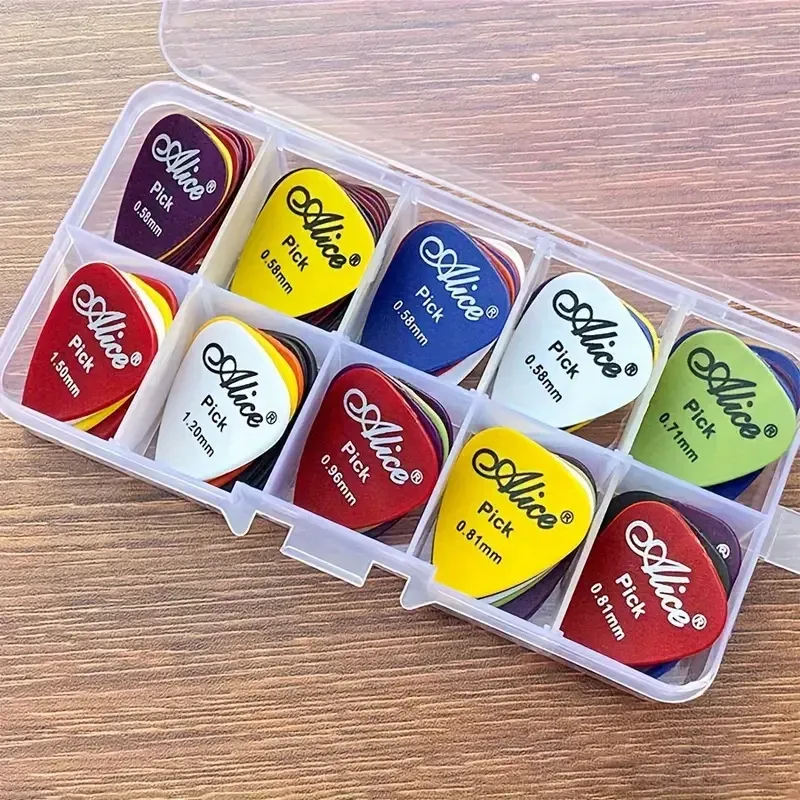 Alice®
Pick
0.58mm
Alice®
Pick
0.58mm
Alice®
Pick
0.58mm
Alice®
Pick
0.58mm
Alice®
Pick
0.71mm
Alice®
Pick
1.50mm
Alice®
Pick
1.20mm
Alice®
Pick
0.96mm
Alice®
Pick
0.81mm
Alice®
Pick
0.81mm
®